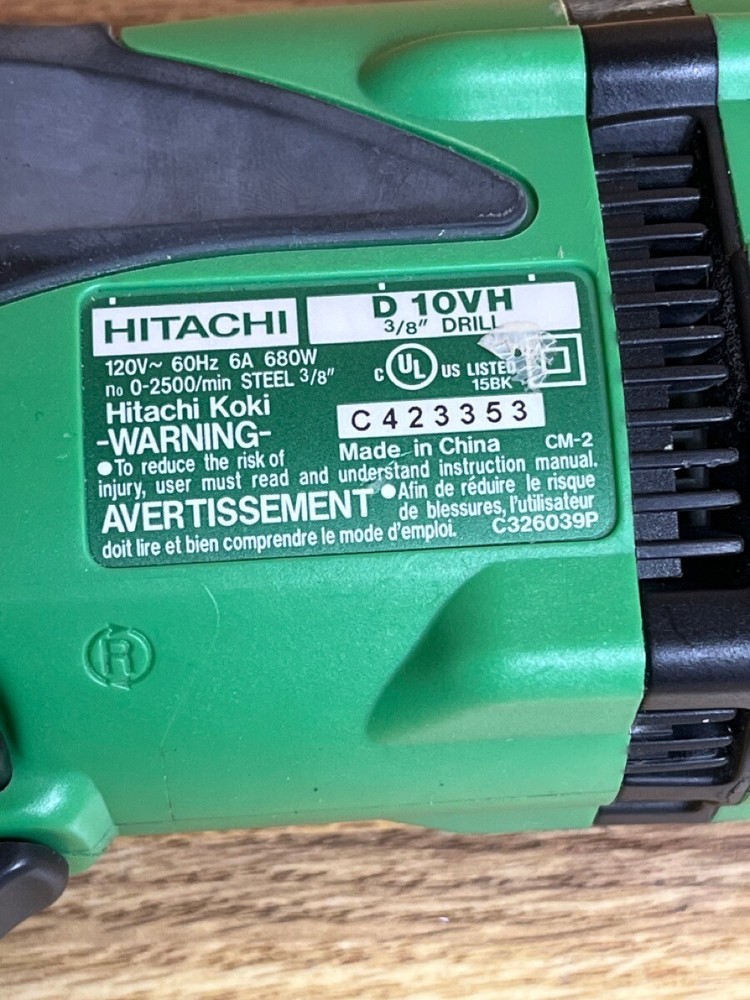 HITACHI
D 10VH
3/8" DRILL
120V~ 60Hz 6A 680W
no 0-2500/min STEEL 3/8"
Hitachi Koki
C UL US LISTED
15BK
C423353
-WARNING-
Made in China CM-2
●To reduce the risk of
injury, user must read and understand instruction manual.
AVERTISSEMENT ●Afin de réduire le risque
de blessures, l'utilisateur
doit lire et bien comprendre le mode d'emploi. C326039P
R